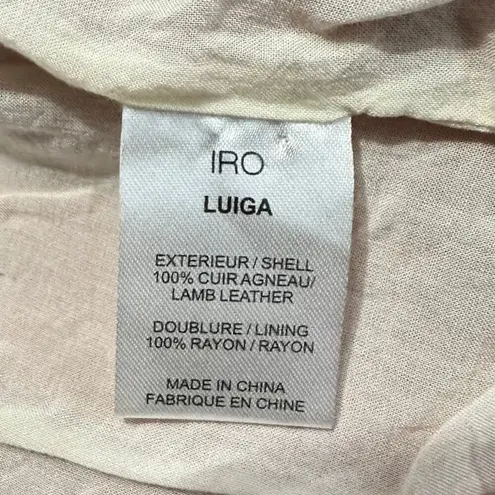 IRO
LUIGA
EXTERIEUR / SHELL
100% CUIR AGNEAU/
LAMB LEATHER
DOUBLURE / LINING
100% RAYON / RAYON
MADE IN CHINA
FABRIQUE EN CHINE